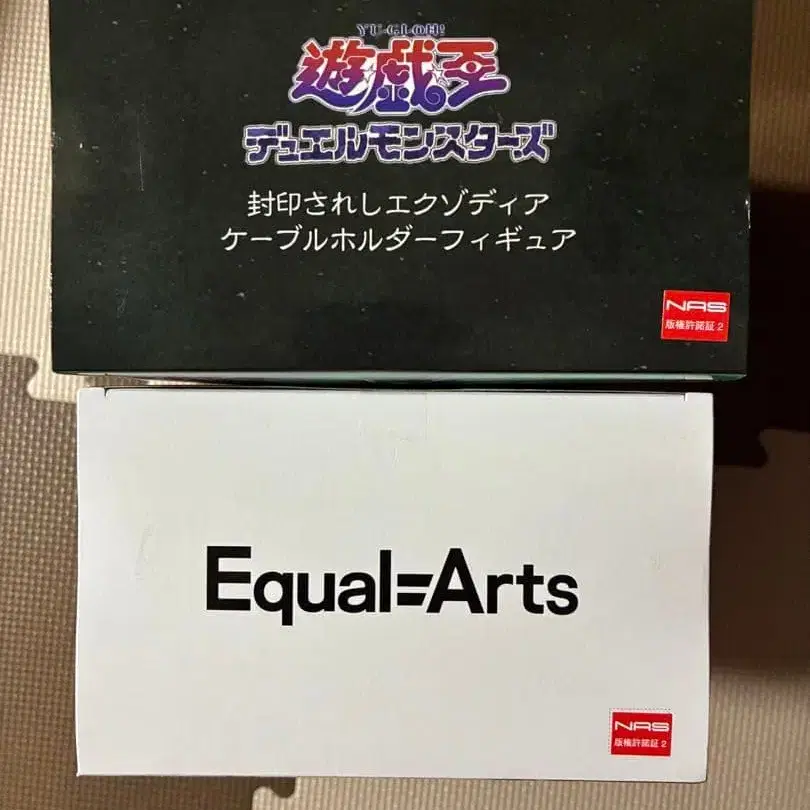 YU-GI-OH!
遊戯王
デュエルモンスターズ
封印されしエクゾディア
ケーブルホルダーフィギュア
NAS
版権許諾証2
Equal=Arts
NAS
版権許諾証2